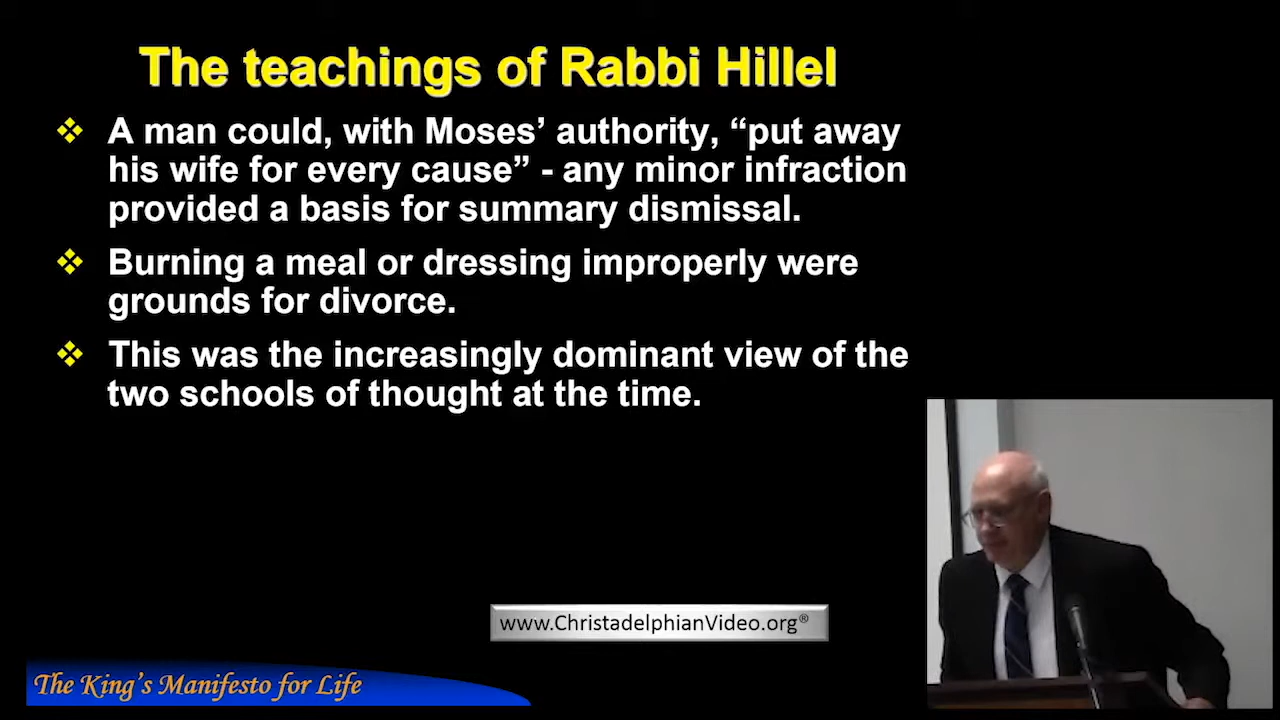 The teachings of Rabbi Hillel
A man could, with Moses’ authority, “put away
his wife for every cause” - any minor infraction
provided a basis for summary dismissal.
Burning a meal or dressing improperly were
grounds for divorce.
This was the increasingly dominant view of the
two schools of thought at the time.
www.ChristadelphianVideo.org®
The King’s Manifesto for Life